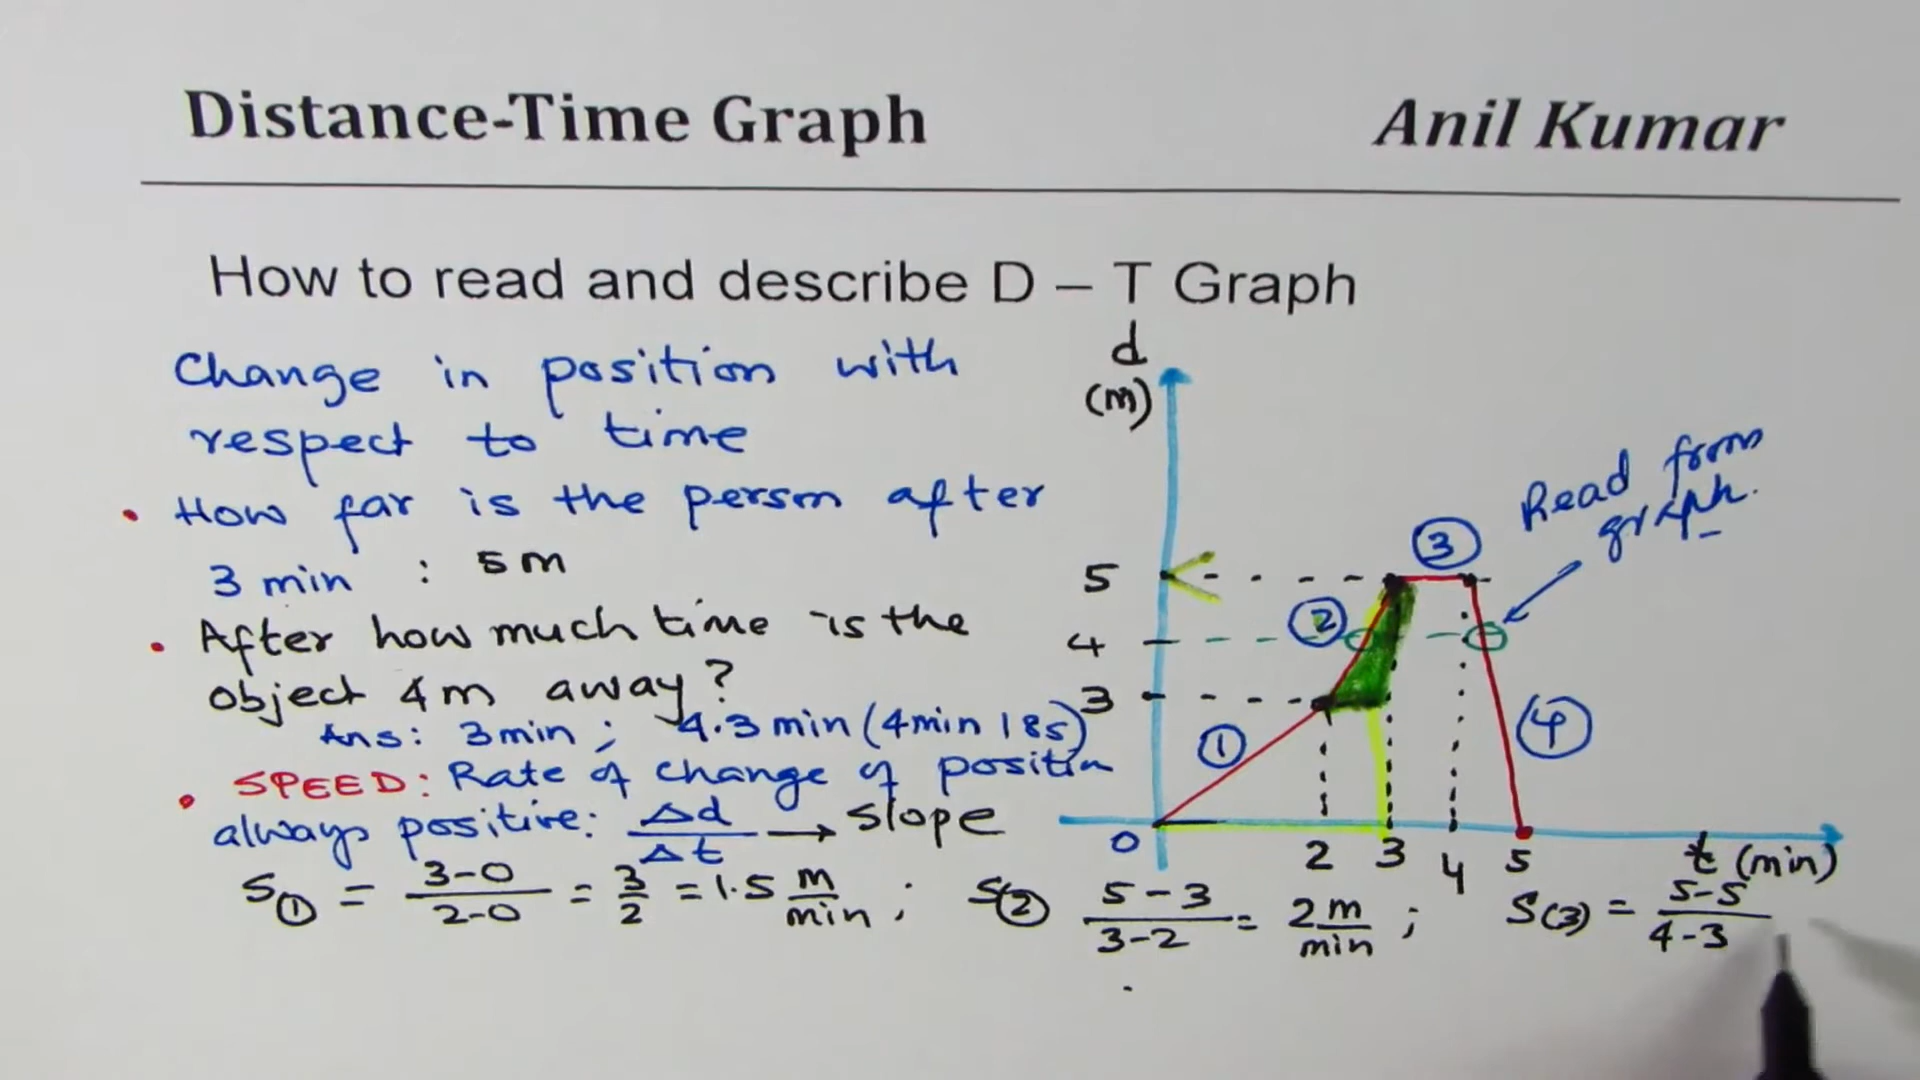 Distance-Time Graph
Anil Kumar
How to read and describe D – T Graph
Change in position with
respect to time
• How far is the person after
3 min : 5m
• After how much time is the
object 4m away?
Ans: 3min ; 4.3min (4min 18s)
• SPEED: Rate of change of position
always positive: Δd/Δt → slope
S① = 3-0/2-0 = 3/2 = 1.5 m/min ; S② 5-3/3-2 = 2m/min ; S(3) = 5-5/4-3
d
(m)
Read from
graph.
③
5
②
4
3
①
④
0
2 3 4 5
t (min)